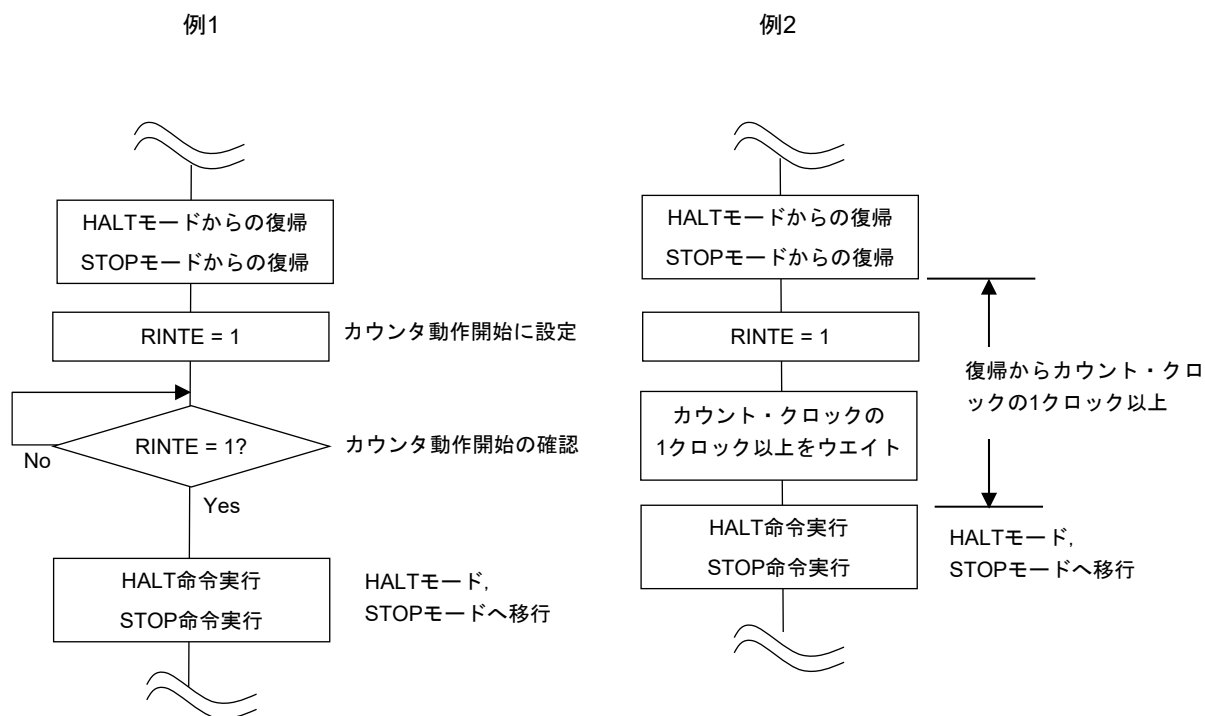 例1
HALTモードからの復帰
STOPモードからの復帰
RINTE = 1
カウンタ動作開始に設定
RINTE = 1?
カウンタ動作開始の確認
No
Yes
HALT命令実行
STOP命令実行
HALTモード,
STOPモードへ移行
例2
HALTモードからの復帰
STOPモードからの復帰
RINTE = 1
復帰からカウント・クロ
ックの1クロック以上
カウント・クロックの
1クロック以上をウエイト
HALT命令実行
STOP命令実行
HALTモード,
STOPモードへ移行